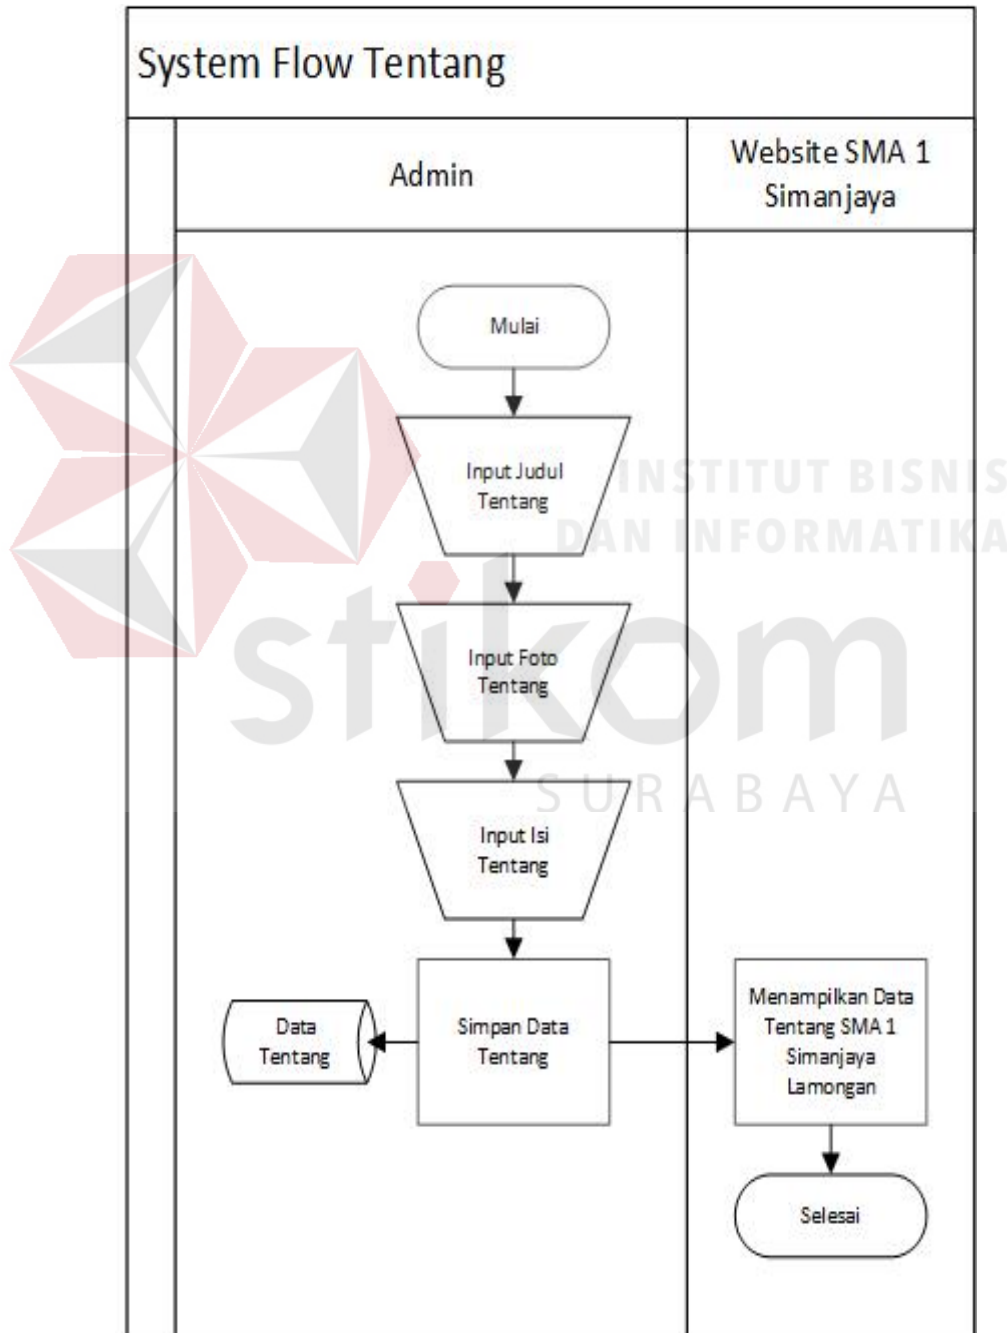 System Flow Tentang
Admin
Website SMA 1
Simanjaya
Mulai
Input Judul
Tentang
INSTITUT BISNIS
DAN INFORMATIKA
stikom
SURABAYA
Input Foto
Tentang
Input Isi
Tentang
Data
Tentang
Simpan Data
Tentang
Menampilkan Data
Tentang SMA 1
Simanjaya
Lamongan
Selesai